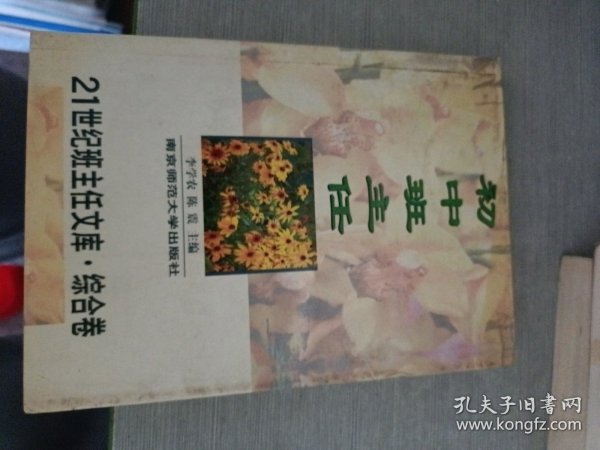 初中班主任
李学农 陈震 主编
南京师范大学出版社
21世纪班主任文库·综合卷
孔夫子旧书网
www.kongfz.com